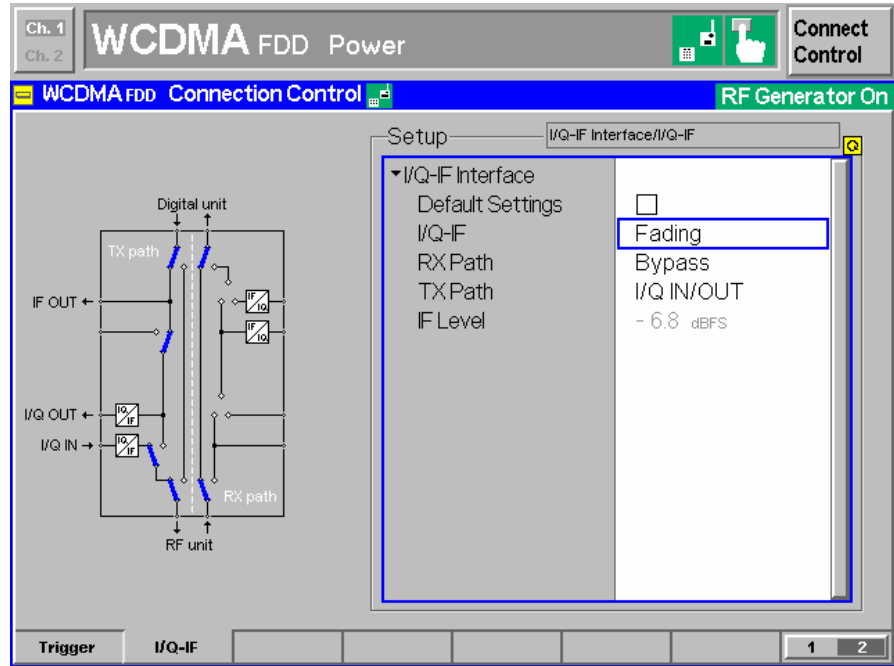 Ch. 1
Ch. 2
WCDMA FDD Power
Connect
Control
WCDMA FDD Connection Control
RF Generator On
Setup
I/Q-IF Interface/I/Q-IF
I/Q-IF Interface
Default Settings
I/Q-IF Fading
RX Path Bypass
TX Path I/Q IN/OUT
IF Level - 6.8 dBFS
Digital unit
TX path
IF OUT
IF
IQ
IF
IQ
I/Q OUT
IQ
IF
I/Q IN
IQ
IF
RX path
RF unit
Trigger I/Q-IF 1 2